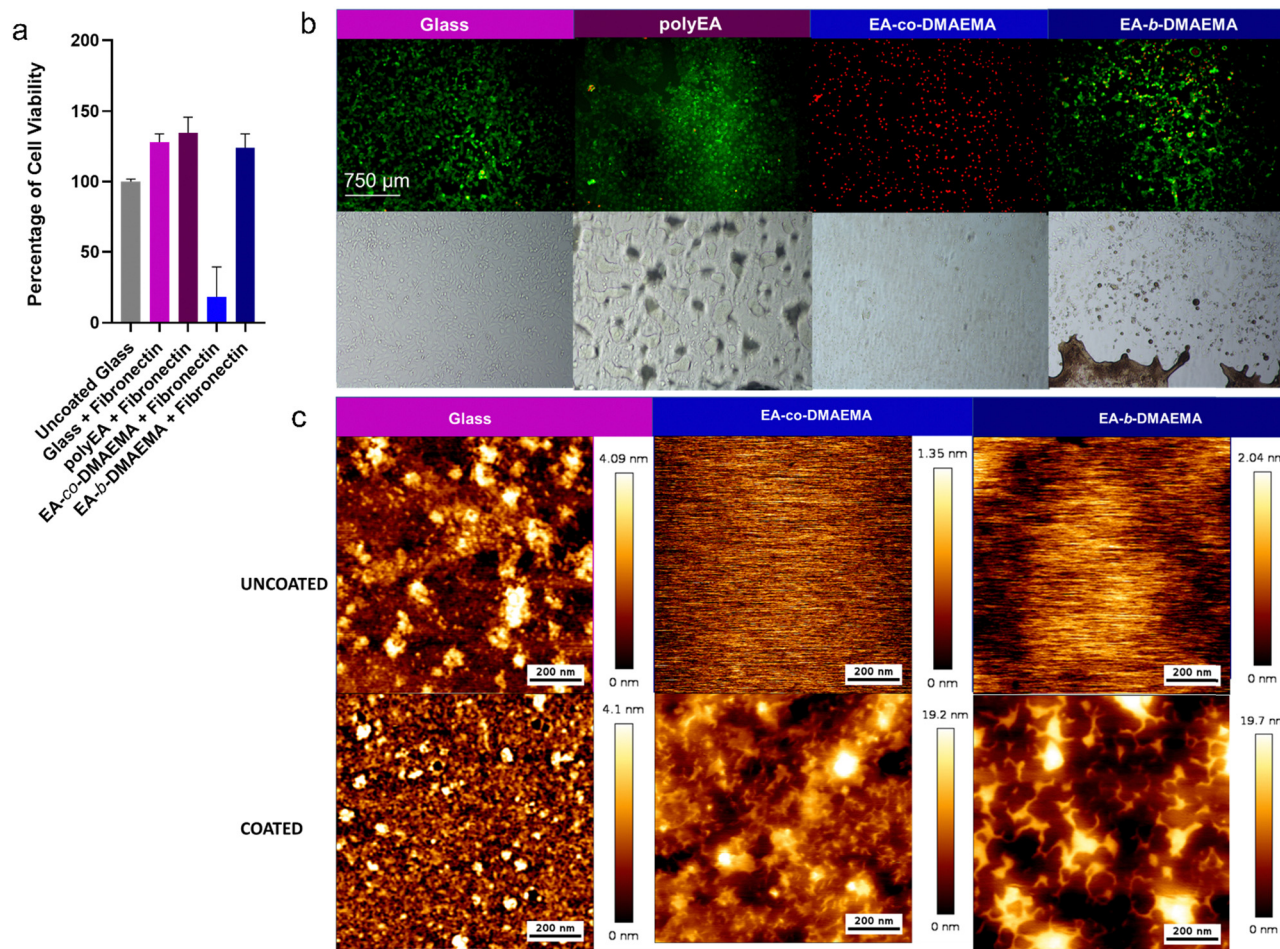 a
200
150
100
50
0
Percentage of Cell Viability
Uncoated Glass
Glass + Fibronectin
polyEA + Fibronectin
EA-co-DMAEMA + Fibronectin
EA-b-DMAEMA + Fibronectin
b
Glass
polyEA
EA-co-DMAEMA
EA-b-DMAEMA
750 µm
c
Glass
EA-co-DMAEMA
EA-b-DMAEMA
UNCOATED
4.09 nm
0 nm
200 nm
1.35 nm
0 nm
200 nm
2.04 nm
0 nm
200 nm
COATED
4.1 nm
0 nm
200 nm
19.2 nm
0 nm
200 nm
19.7 nm
0 nm
200 nm